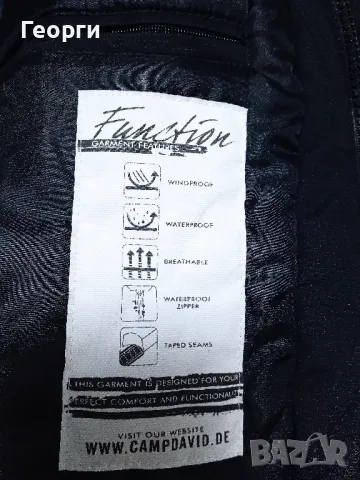 Георги
Function
GARMENT FEATURES
WINDPROOF
WATERPROOF
BREATHABLE
WATERPROOF
ZIPPER
TAPED SEAMS
THIS GARMENT IS DESIGNED FOR YOUR
PERFECT COMFORT AND FUNCTIONALITY
VISIT OUR WEBSITE
WWW.CAMPDAVID.DE
BAZAR